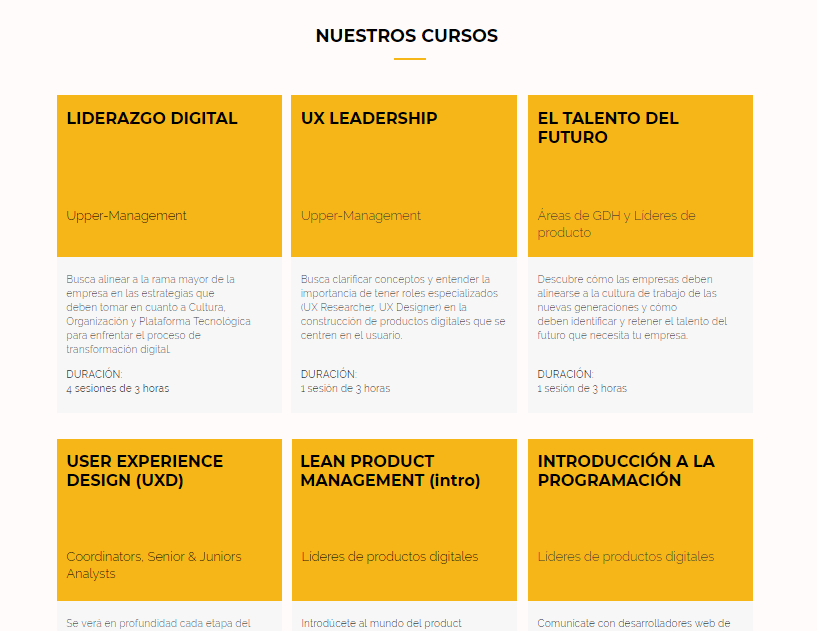 NUESTROS CURSOS
LIDERAZGO DIGITAL
Upper-Management
Busca alinear a la rama mayor de la
empresa en las estrategias que
deben tomar en cuanto a Cultura,
Organización y Plataforma Tecnológica
para enfrentar el proceso de
transformación digital.
DURACIÓN:
4 sesiones de 3 horas
UX LEADERSHIP
Upper-Management
Busca clarificar conceptos y entender la
importancia de tener roles especializados
(UX Researcher, UX Designer) en la
construcción de productos digitales que se
centren en el usuario.
DURACIÓN:
1 sesión de 3 horas
EL TALENTO DEL
FUTURO
Áreas de GDH y Líderes de
producto
Descubre cómo las empresas deben
alinearse a la cultura de trabajo de las
nuevas generaciones y cómo
deben identificar y retener el talento del
futuro que necesita tu empresa.
DURACIÓN:
1 sesión de 3 horas
USER EXPERIENCE
DESIGN (UXD)
Coordinators, Senior & Juniors
Analysts
Se verá en profundidad cada etapa del
LEAN PRODUCT
MANAGEMENT (intro)
Líderes de productos digitales
Introdúcete al mundo del product
INTRODUCCIÓN A LA
PROGRAMACIÓN
Líderes de productos digitales
Comunícate con desarrolladores web de